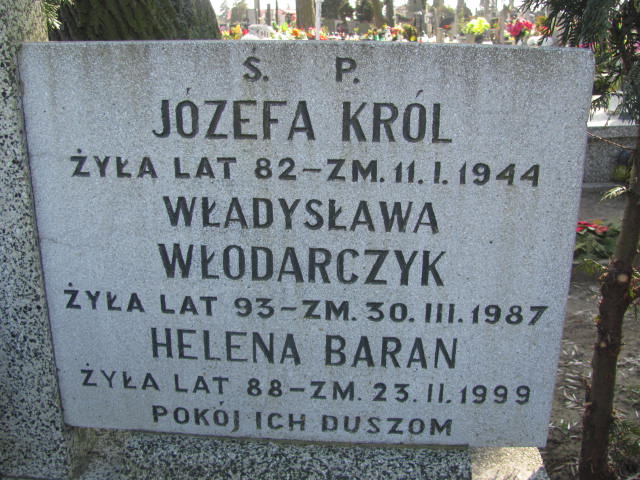 Ś. P.
JÓZEFA KRÓL
ŻYŁA LAT 82-ZM. 11. I. 1944
WŁADYSŁAWA
WŁODARCZYK
ŻYŁA LAT 93-ZM. 30. III. 1987
HELENA BARAN
ŻYŁA LAT 88-ZM. 23. II. 1999
POKÓJ ICH DUSZOM